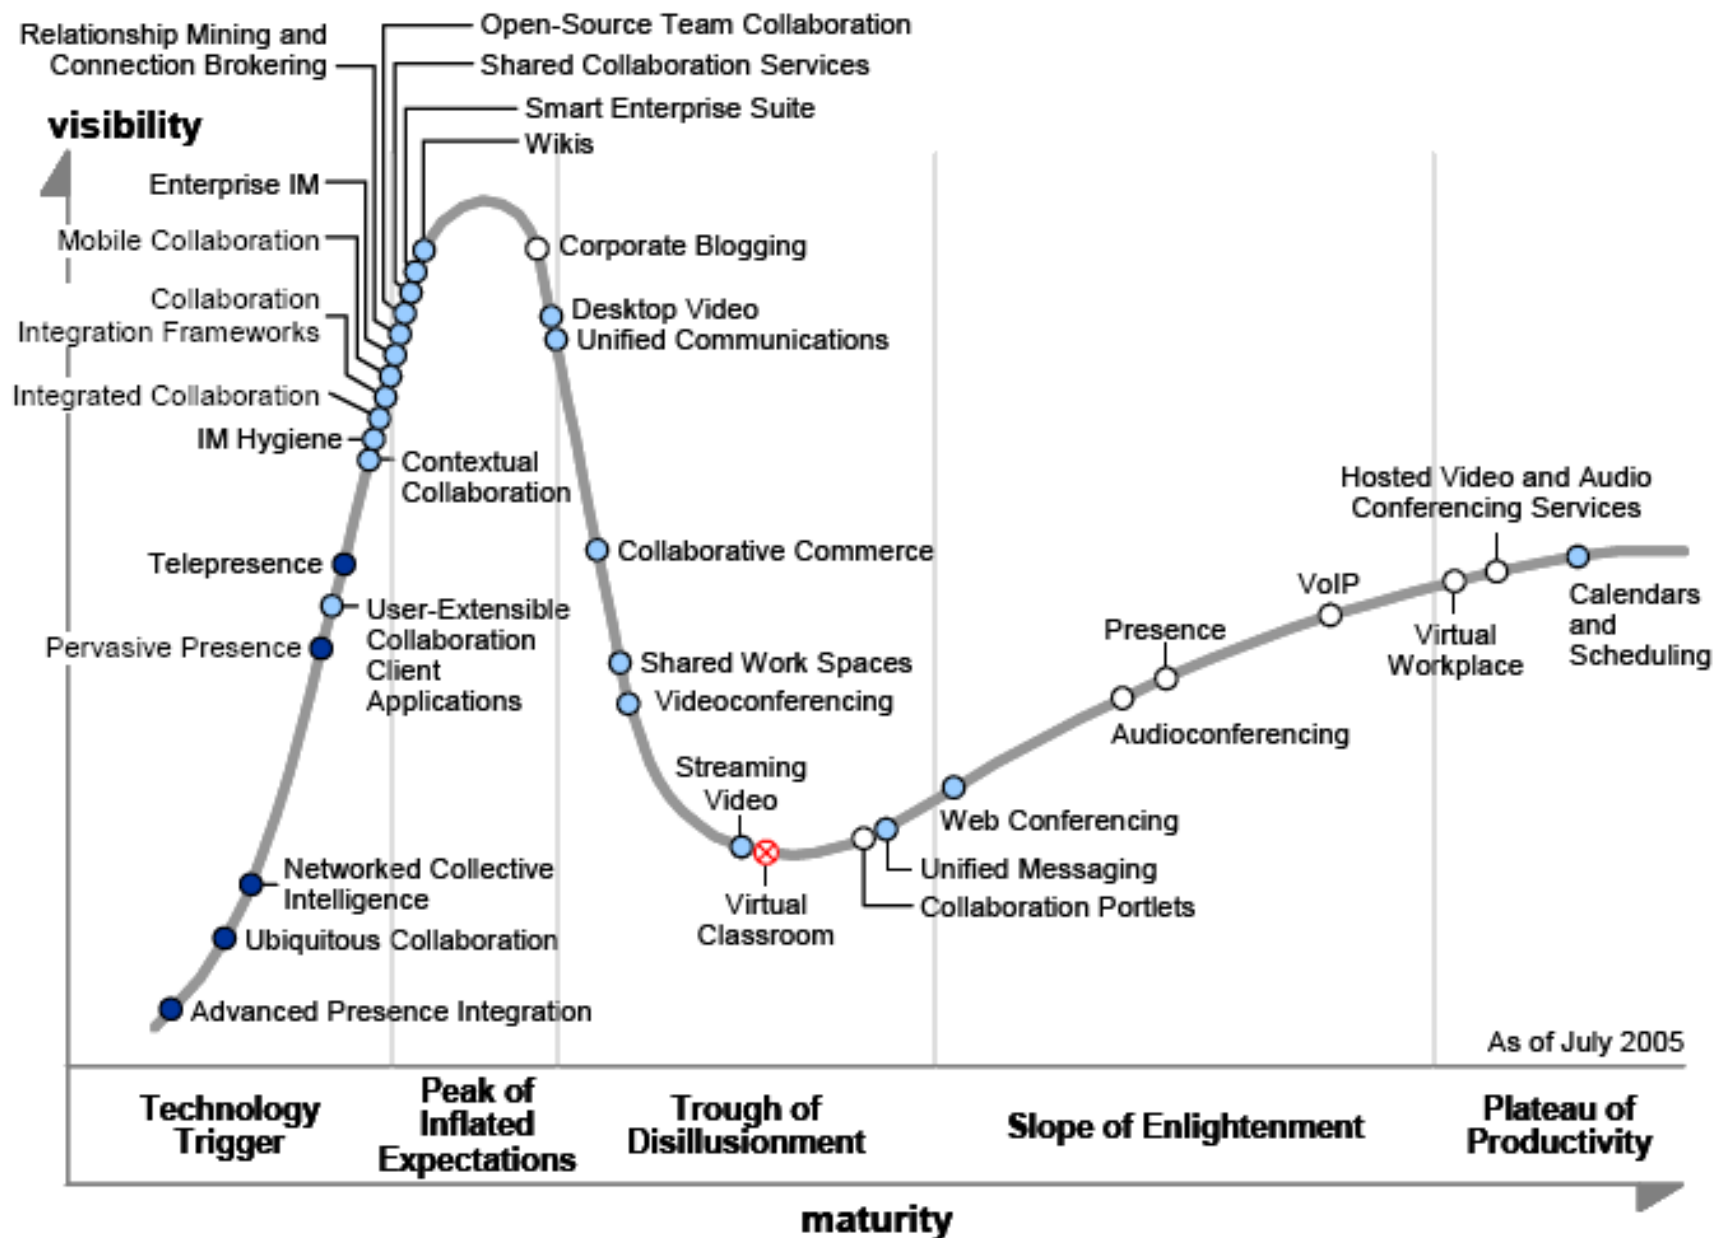 Open-Source Team Collaboration
Relationship Mining and
Connection Brokering
Shared Collaboration Services
Smart Enterprise Suite
visibility
Wikis
Enterprise IM
Mobile Collaboration
Corporate Blogging
Collaboration
Integration Frameworks
Desktop Video
Unified Communications
Integrated Collaboration
IM Hygiene
Contextual
Collaboration
Hosted Video and Audio
Conferencing Services
Collaborative Commerce
Telepresence
User-Extensible
Collaboration
Client
Applications
Pervasive Presence
VoIP
Calendars
and
Scheduling
Presence
Virtual
Workplace
Shared Work Spaces
Videoconferencing
Audioconferencing
Streaming
Video
Web Conferencing
Networked Collective
Intelligence
Unified Messaging
Virtual
Classroom
Collaboration Portlets
Ubiquitous Collaboration
Advanced Presence Integration
As of July 2005
Technology
Trigger
Peak of
Inflated
Expectations
Trough of
Disillusionment
Slope of Enlightenment
Plateau of
Productivity
maturity